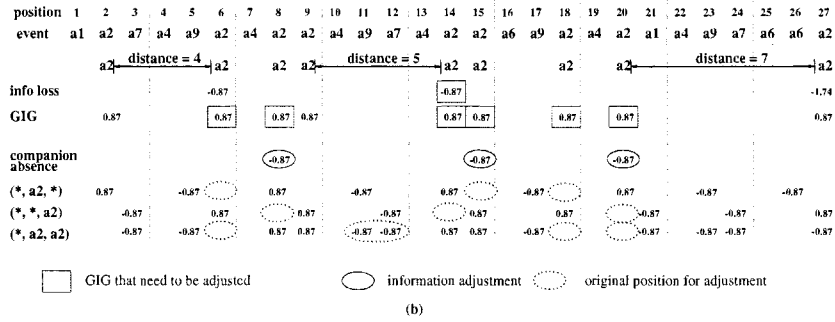 position 1 2 3 4 5 6 7 8 9 10 11 12 13 14 15 16 17 18 19 20 21 22 23 24 25 26 27
event a1 a2 a7 a4 a9 a2 a4 a2 a2 a4 a9 a7 a4 a2 a2 a6 a9 a2 a4 a2 a1 a4 a9 a7 a6 a6 a2
distance = 4 distance = 5 distance = 7
a2 a2 a2 a2 a2 a2 a2 a2 a2
info loss -0.87 -0.87 -1.74
GIG 0.87 0.87 0.87 0.87 0.87 0.87 0.87 0.87 0.87
companion -0.87 -0.87 -0.87
absence
(*, a2, *) 0.87 -0.87 0.87 -0.87 0.87 -0.87 0.87 -0.87 -0.87
(*, *, a2) -0.87 0.87 0.87 -0.87 0.87 0.87 -0.87 -0.87 0.87
(*, a2, a2) -0.87 -0.87 0.87 0.87 -0.87 -0.87 0.87 0.87 -0.87 -0.87 -0.87 -0.87 -0.87
GIG that need to be adjusted information adjustment original position for adjustment
(b)